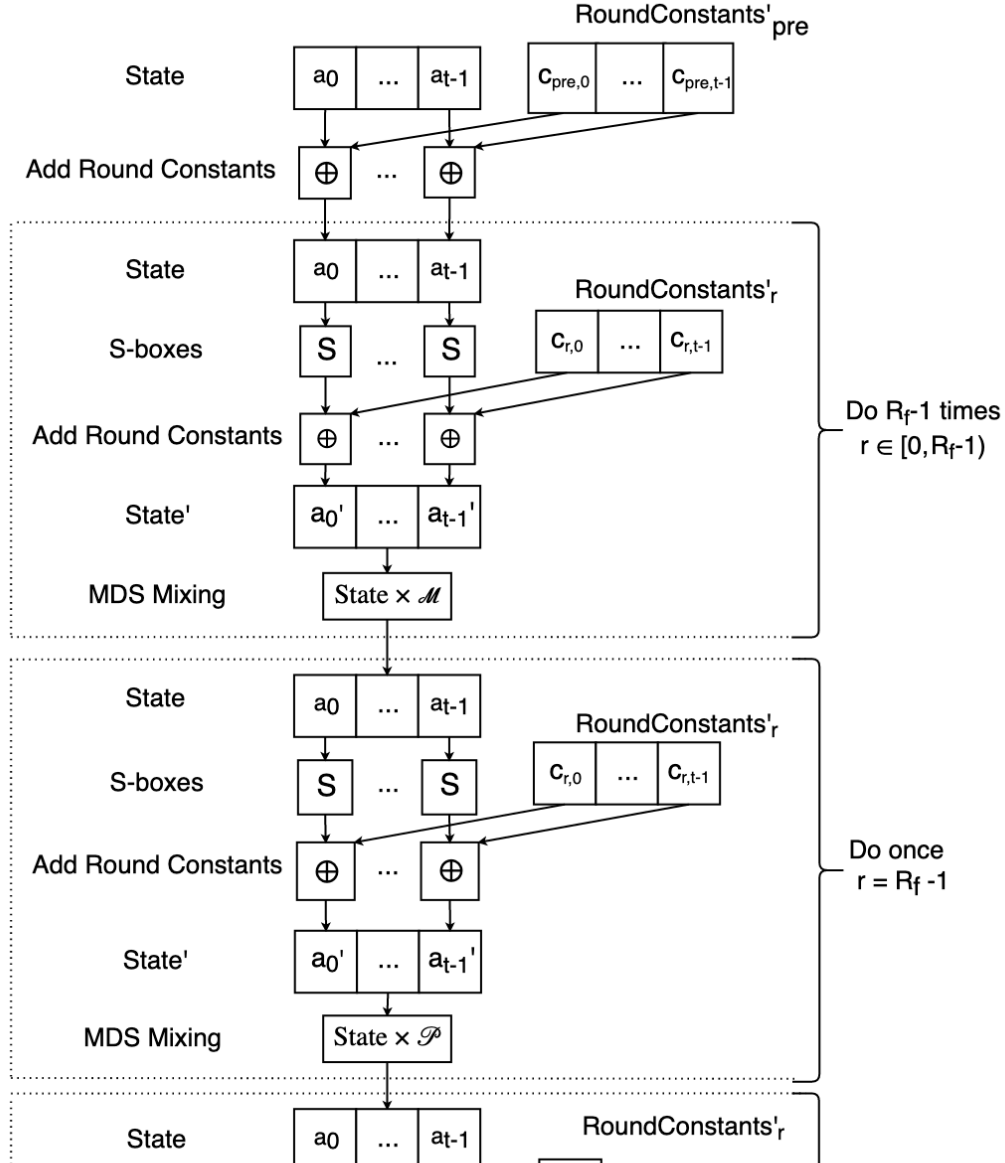 RoundConstants'pre
State a0 ... at-1 cpre,0 ... cpre,t-1
Add Round Constants ⊕ ... ⊕
State a0 ... at-1
RoundConstants'r
S-boxes S ... S cr,0 ... cr,t-1
Add Round Constants ⊕ ... ⊕
Do Rf-1 times
r ∈ [0,Rf-1)
State' a0' ... at-1'
MDS Mixing State × ℳ
State a0 ... at-1
RoundConstants'r
S-boxes S ... S cr,0 ... cr,t-1
Add Round Constants ⊕ ... ⊕
Do once
r = Rf -1
State' a0' ... at-1'
MDS Mixing State × 𝒫
RoundConstants'r
State a0 ... at-1